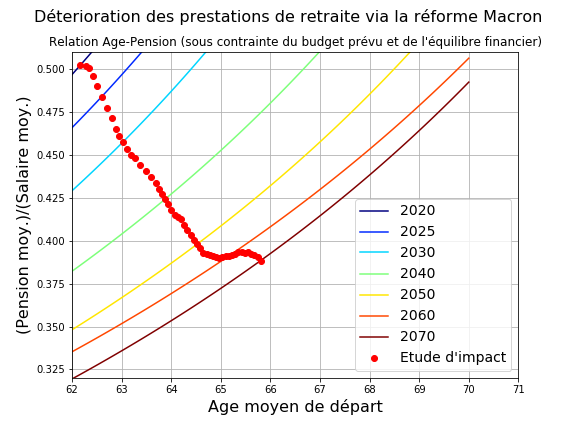 Déterioration des prestations de retraite via la réforme Macron
Relation Age-Pension (sous contrainte du budget prévu et de l'équilibre financier)
(Pension moy.)/(Salaire moy.)
0.500
0.475
0.450
0.425
0.400
0.375
0.350
0.325
2020
2025
2030
2040
2050
2060
2070
Etude d'impact
62 63 64 65 66 67 68 69 70 71
Age moyen de départ